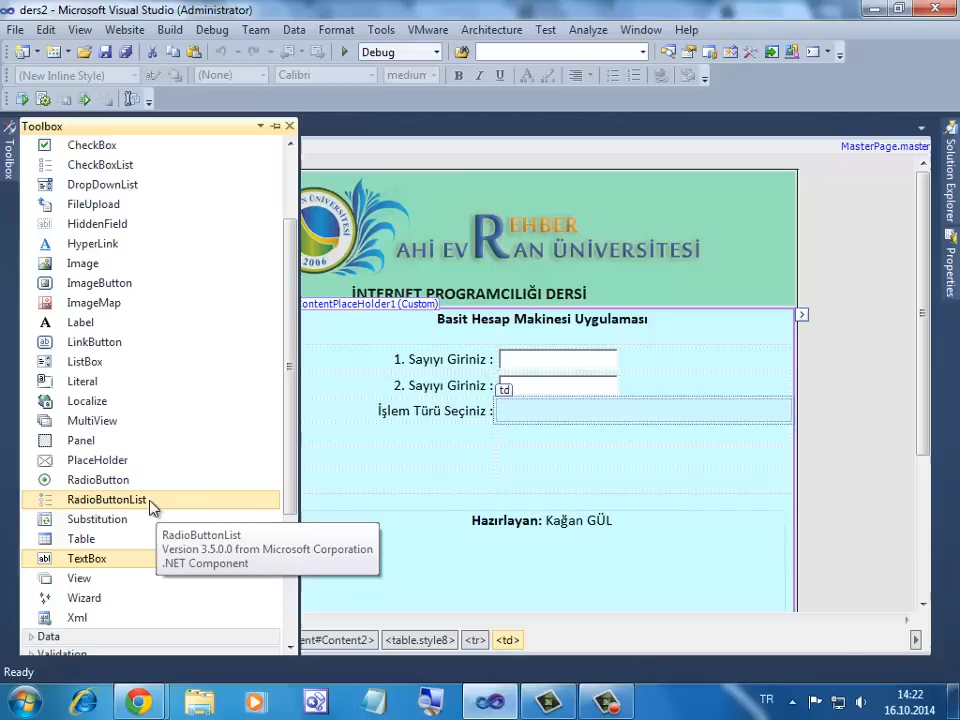 ders2 - Microsoft Visual Studio (Administrator)
File Edit View Website Build Debug Team Data Format Tools VMware Architecture Test Analyze Window Help
Debug
(New Inline Style) (None) Calibri medium B I U A
Toolbox
Toolbox
CheckBox
CheckBoxList
DropDownList
FileUpload
HiddenField
HyperLink
Image
ImageButton
ImageMap
Label
LinkButton
ListBox
Literal
Localize
MultiView
Panel
PlaceHolder
RadioButton
RadioButtonList
Substitution
Table
TextBox
View
Wizard
Xml
Data
Validation
RadioButtonList
Version 3.5.0.0 from Microsoft Corporation
.NET Component
MasterPage.master
2006
REHBER
AHİ EVRAN ÜNİVERSİTESİ
İNTERNET PROGRAMCILIĞI DERSİ
ContentPlaceHolder1 (Custom)
Basit Hesap Makinesi Uygulaması
1. Sayıyı Giriniz :
2. Sayıyı Giriniz :
td
İşlem Türü Seçiniz :
Hazırlayan: Kağan GÜL
ent#Content2> <table.style8> <tr> <td>
Solution Explorer
Properties
Ready
TR
14:22
16.10.2014